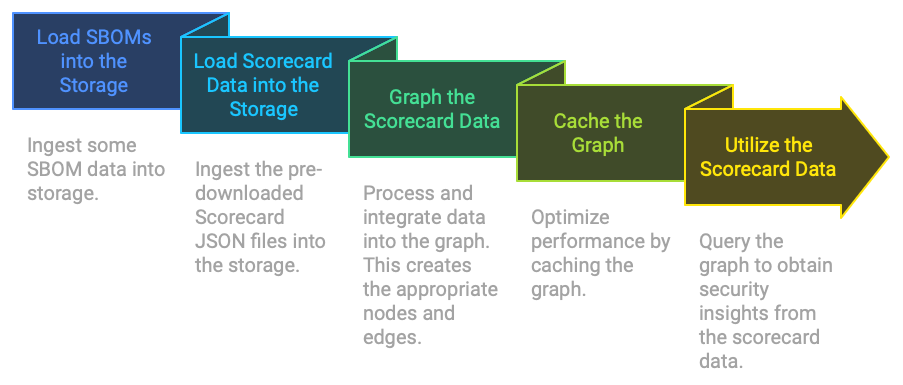 Load SBOMs
into the
Storage
Ingest some
SBOM data into
storage.
Load Scorecard
Data into the
Storage
Ingest the pre-
downloaded
Scorecard
JSON files into
the storage.
Graph the
Scorecard Data
Process and
integrate data
into the graph.
This creates
the appropriate
nodes and
edges.
Cache the
Graph
Optimize
performance by
caching the
graph.
Utilize the
Scorecard Data
Query the
graph to obtain
security
insights from
the scorecard
data.